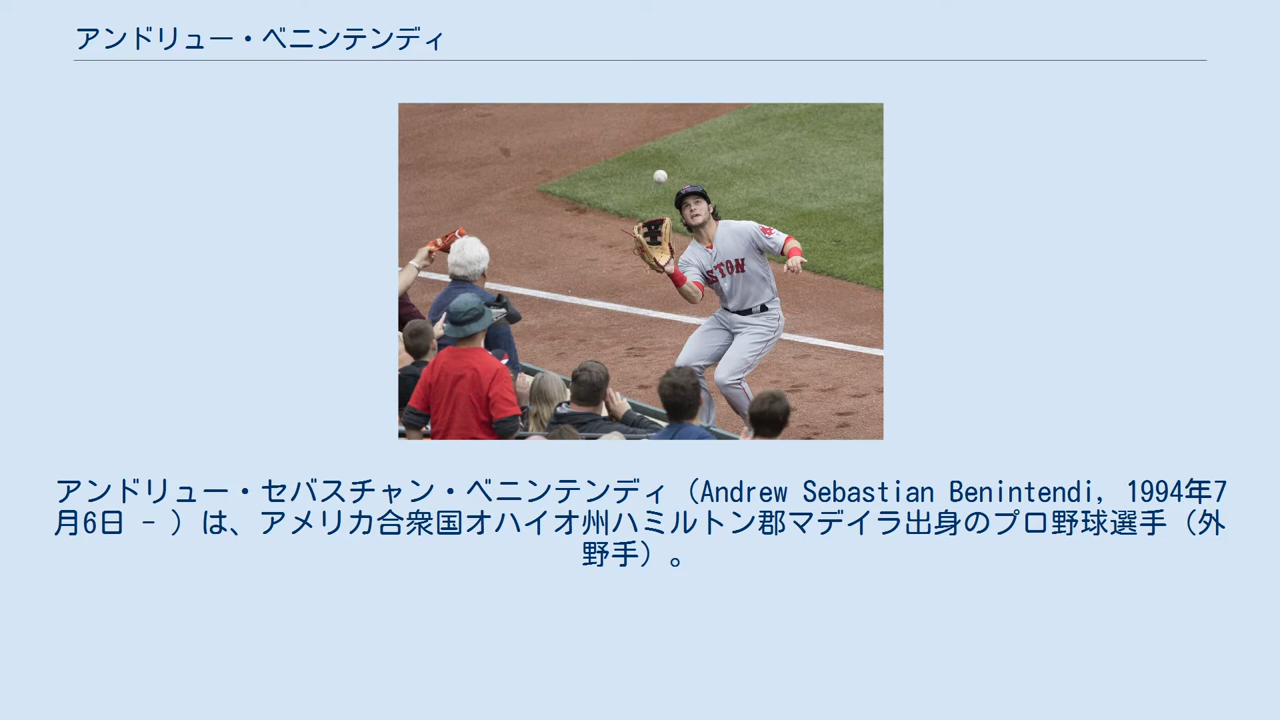 アンドリュー・ベニンテンディ
STON
アンドリュー・セバスチャン・ベニンテンディ（Andrew Sebastian Benintendi, 1994年7
月6日 - ）は、アメリカ合衆国オハイオ州ハミルトン郡マデイラ出身のプロ野球選手（外
野手）。